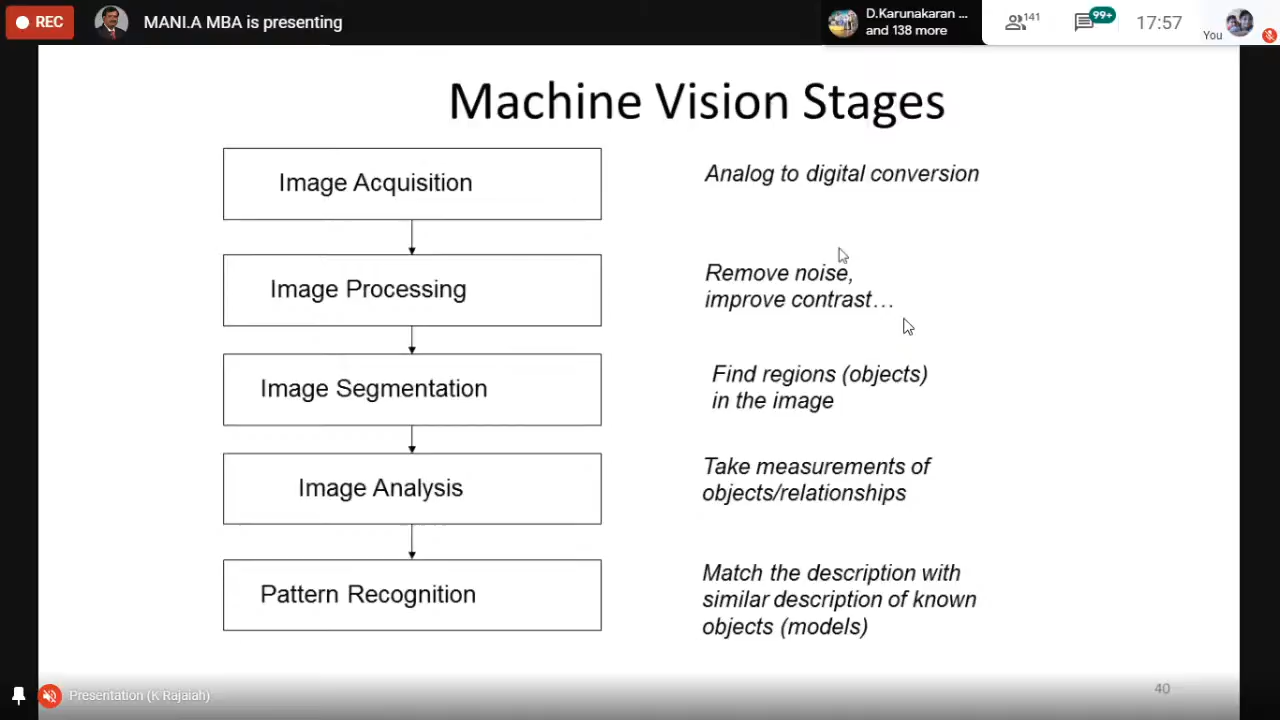 REC
MANI.A MBA is presenting
D.Karunakaran ...
and 138 more
141
99+
17:57
You
Machine Vision Stages
Image Acquisition
Analog to digital conversion
Image Processing
Remove noise,
improve contrast…
Image Segmentation
Find regions (objects)
in the image
Image Analysis
Take measurements of
objects/relationships
Pattern Recognition
Match the description with
similar description of known
objects (models)
Presentation (K Rajaiah)
40